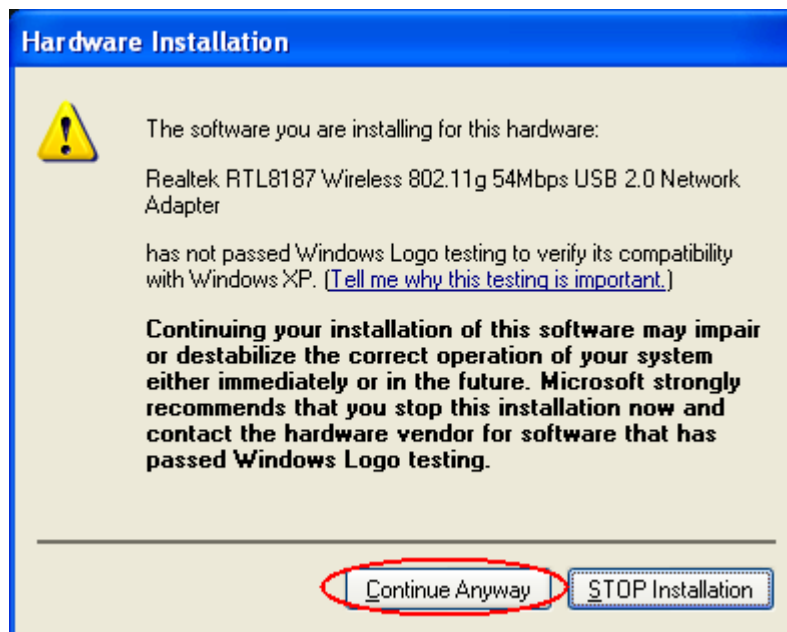 Hardware Installation
The software you are installing for this hardware:
Realtek RTL8187 Wireless 802.11g 54Mbps USB 2.0 Network
Adapter
has not passed Windows Logo testing to verify its compatibility
with Windows XP. (Tell me why this testing is important.)
Continuing your installation of this software may impair
or destabilize the correct operation of your system
either immediately or in the future. Microsoft strongly
recommends that you stop this installation now and
contact the hardware vendor for software that has
passed Windows Logo testing.
Continue Anyway STOP Installation